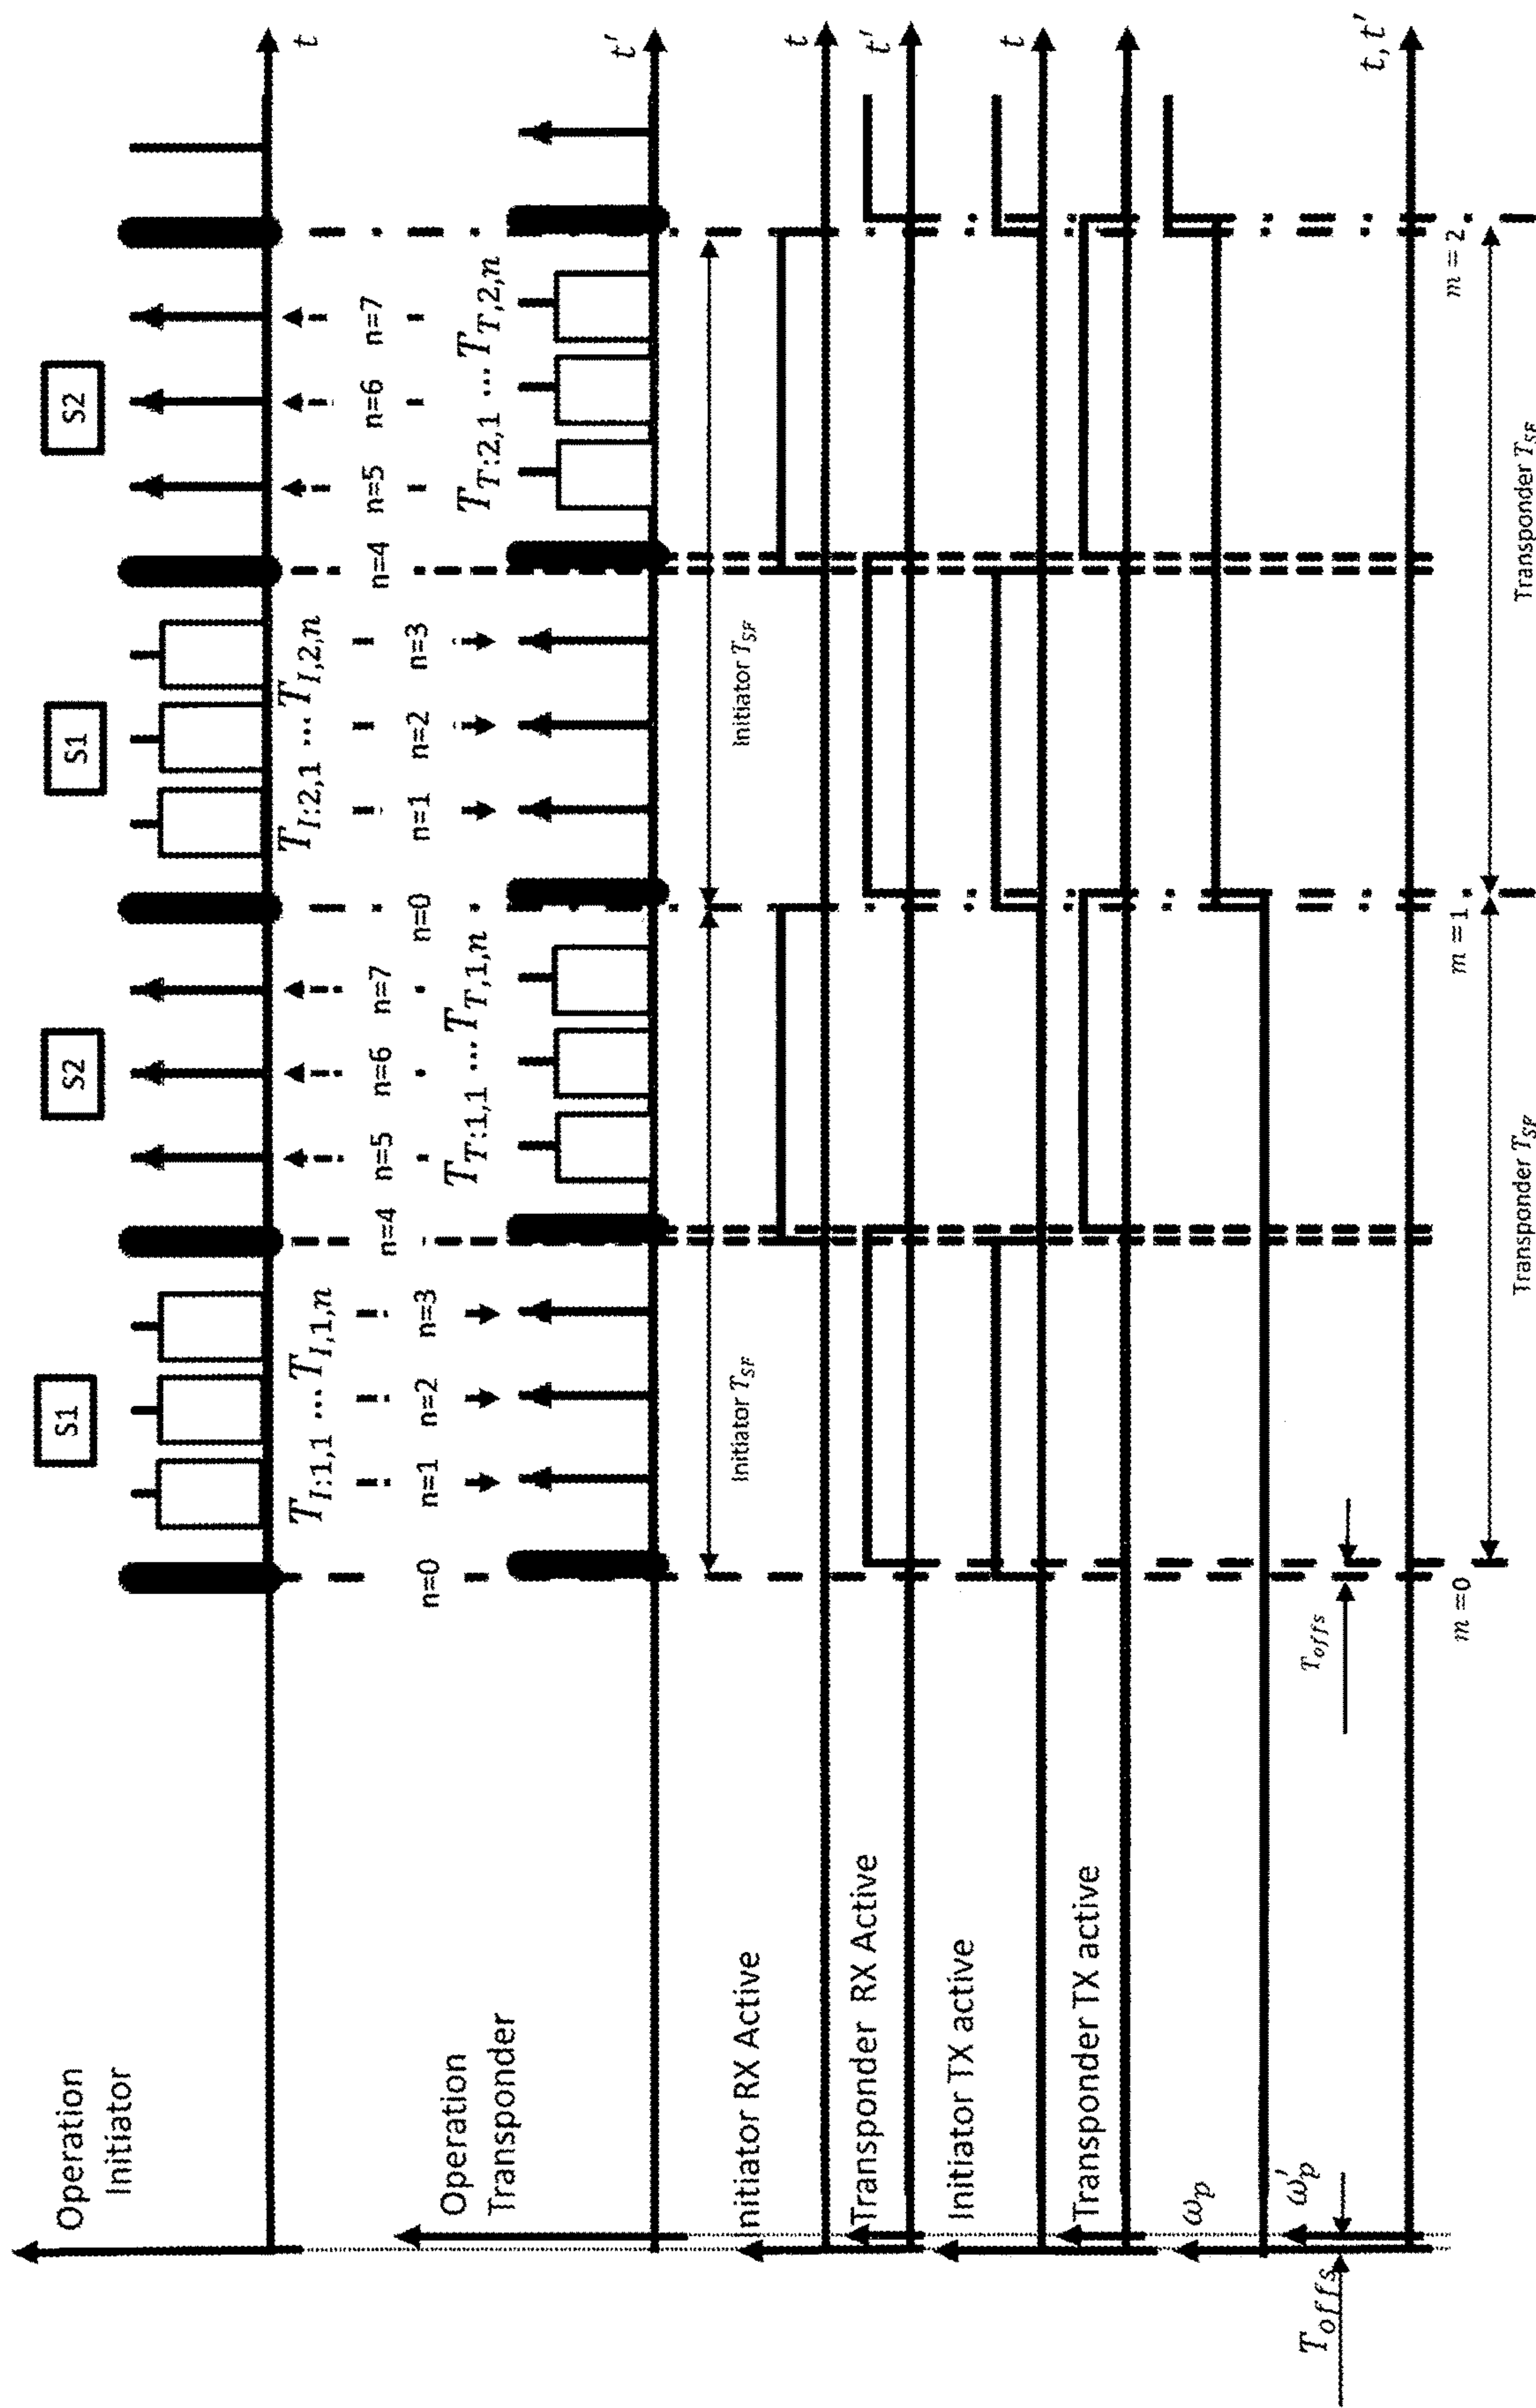 Operation
Initiator
S1
S2
S1
S2
t
T_{I:1,1} ... T_{I,1,n}
T_{I:2,1} ... T_{I,2,n}
n=0
n=1
n=2
n=3
n=4
n=5
n=6
n=7
n=0
n=1
n=2
n=3
n=4
n=5
n=6
n=7
Operation
Transponder
T_{T:1,1} ... T_{T,1,n}
T_{T:2,1} ... T_{T,2,n}
t'
Initiator T_{SF}
Initiator T_{SF}
Initiator RX Active
t
Transponder RX Active
t'
Initiator TX active
t
Transponder TX active
ω_p
ω'_p
T_{offs}
T_{offs}
t, t'
m=0
m=1
m=2
Transponder T_{SF}
Transponder T_{SF}